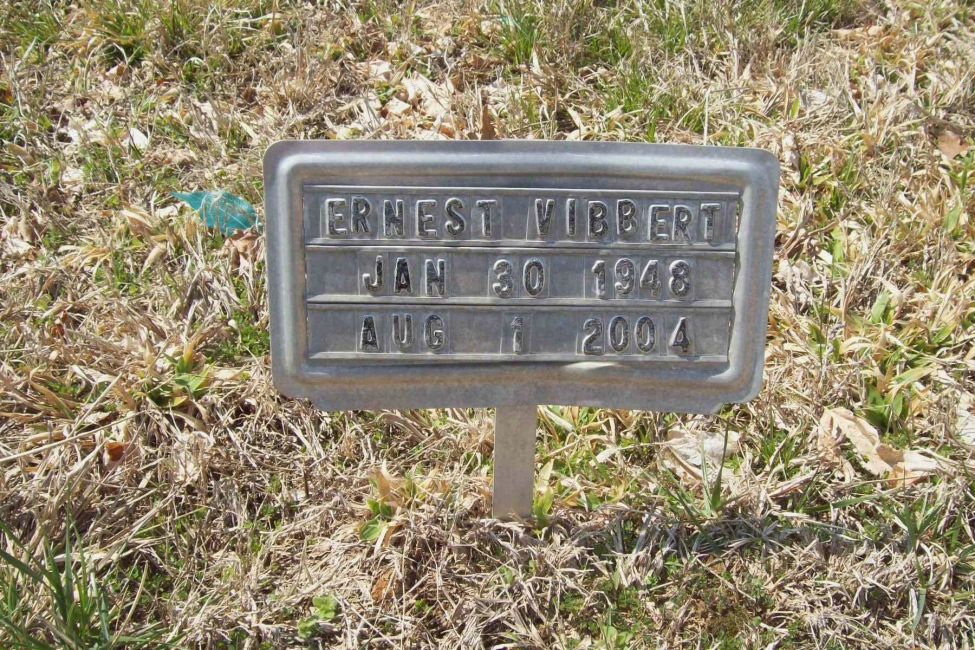 ERNEST VIBBERT
JAN 30 1948
AUG 1 2004